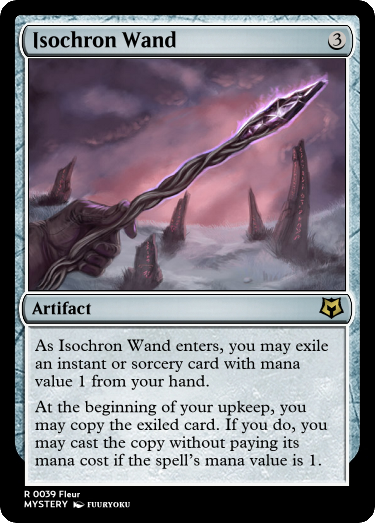 Isochron Wand 3
Artifact
As Isochron Wand enters, you may exile
an instant or sorcery card with mana
value 1 from your hand.
At the beginning of your upkeep, you
may copy the exiled card. If you do, you
may cast the copy without paying its
mana cost if the spell's mana value is 1.
R 0039 Fleur
MYSTERY FUURYOKU